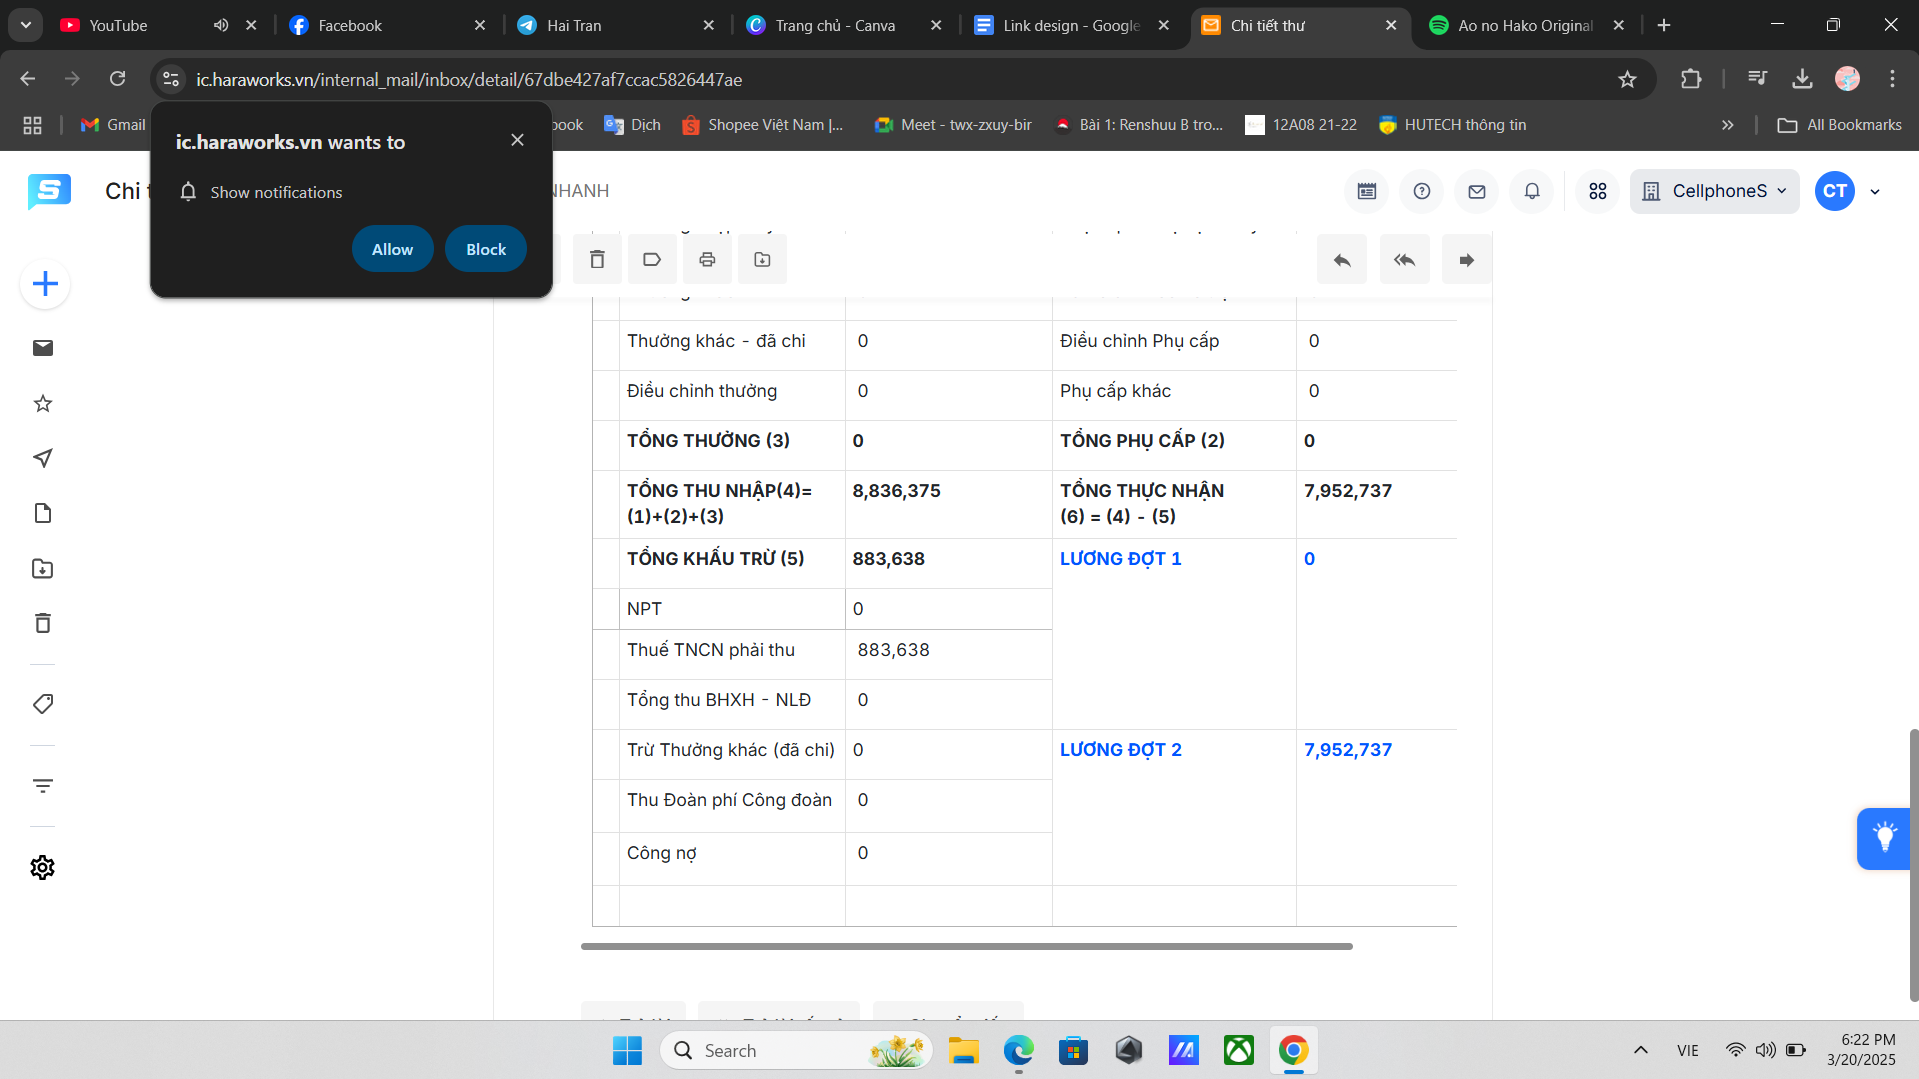 YouTube
Facebook
Hai Tran
Trang chủ - Canva
Link design - Google
Chi tiết thư
Ao no Hako Original
ic.haraworks.vn/internal_mail/inbox/detail/67dbe427af7ccac5826447ae
Gmail
book
Dịch
Shopee Việt Nam |...
Meet - twx-zxuy-bir
Bài 1: Renshuu B tro...
12A08 21-22
HUTECH thông tin
All Bookmarks
ic.haraworks.vn wants to
Show notifications
Allow
Block
Chi t
NHANH
CellphoneS
CT
Thưởng khác - đã chi 0 Điều chỉnh Phụ cấp 0
Điều chỉnh thưởng 0 Phụ cấp khác 0
TỔNG THƯỞNG (3) 0 TỔNG PHỤ CẤP (2) 0
TỔNG THU NHẬP(4)= 8,836,375 TỔNG THỰC NHẬN 7,952,737
(1)+(2)+(3) (6) = (4) - (5)
TỔNG KHẤU TRỪ (5) 883,638 LƯƠNG ĐỢT 1 0
NPT 0
Thuế TNCN phải thu 883,638
Tổng thu BHXH - NLĐ 0
Trừ Thưởng khác (đã chi) 0 LƯƠNG ĐỢT 2 7,952,737
Thu Đoàn phí Công đoàn 0
Công nợ 0
Search
VIE
6:22 PM
3/20/2025